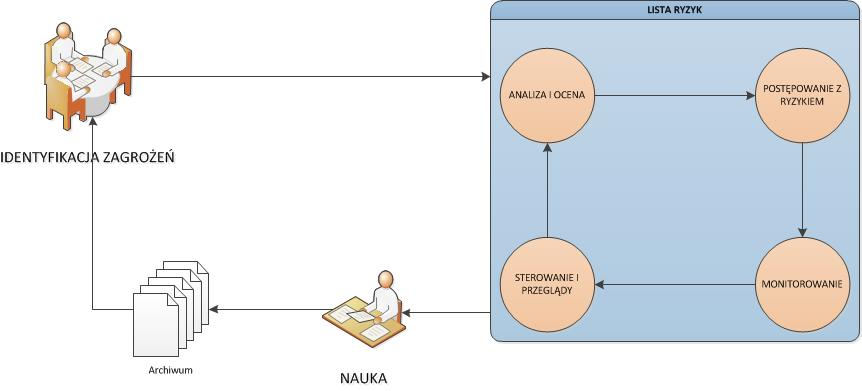 LISTA RYZYK
ANALIZA I OCENA
POSTĘPOWANIE Z
RYZYKIEM
IDENTYFIKACJA ZAGROŻEŃ
STEROWANIE I
PRZEGLĄDY
MONITOROWANIE
Archiwum
NAUKA